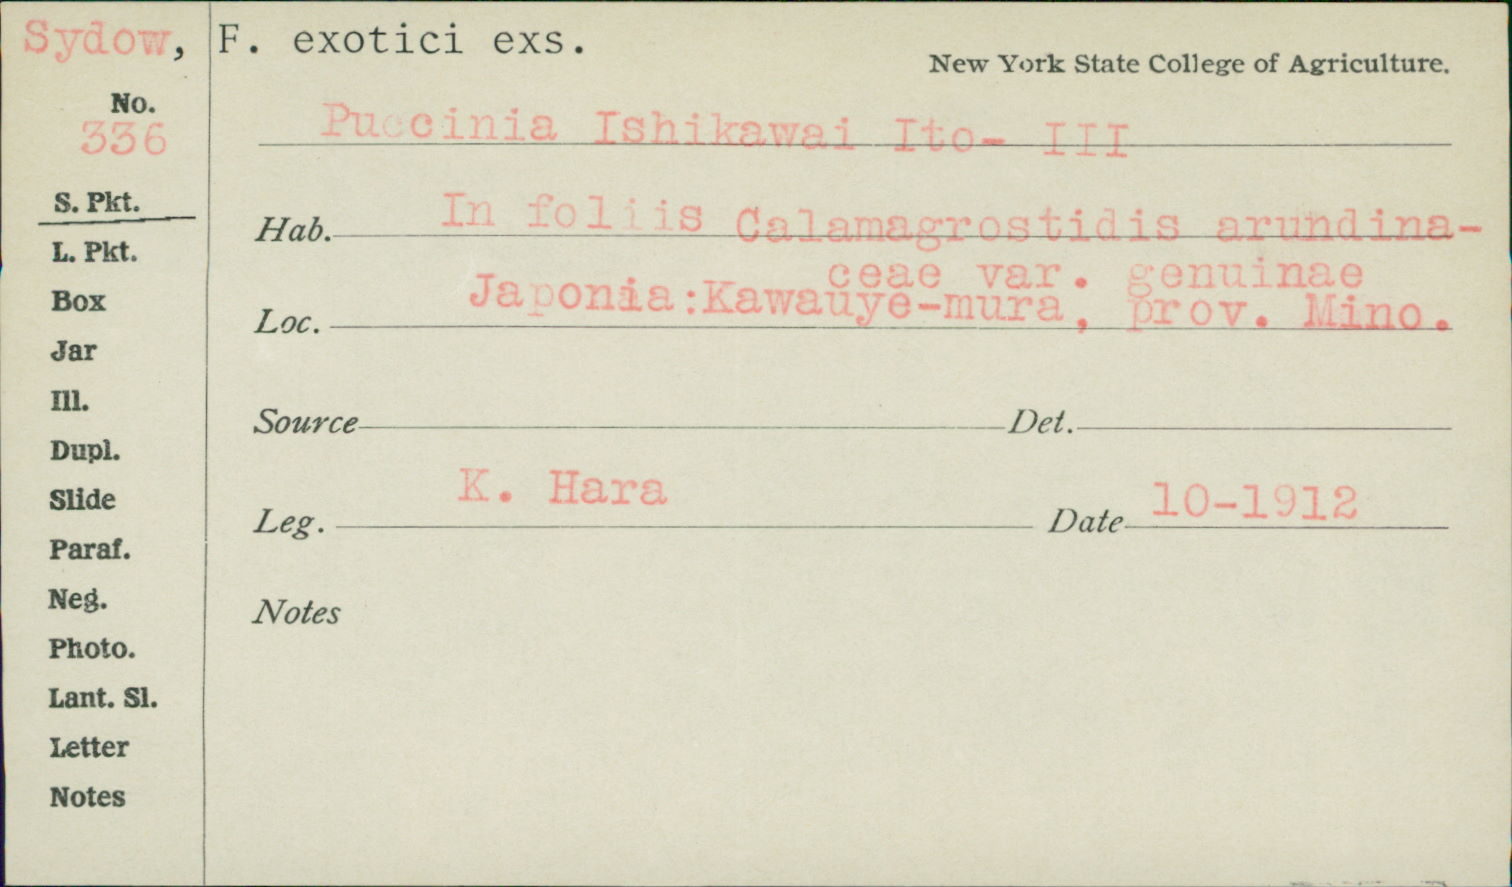 Sydow, F. exotici exs.
New York State College of Agriculture.
No.
336
Puccinia Ishikawai Ito- III
S. Pkt.
L. Pkt.
Box
Jar
Ill.
Dupl.
Slide
Paraf.
Neg.
Photo.
Lant. Sl.
Letter
Notes
Hab. In foliis Calamagrostidis arundina-
ceae var. genuinae
Loc. Japonia:Kawauye-mura, prov. Mino.
Source Det.
Leg. K. Hara Date 10-1912
Notes